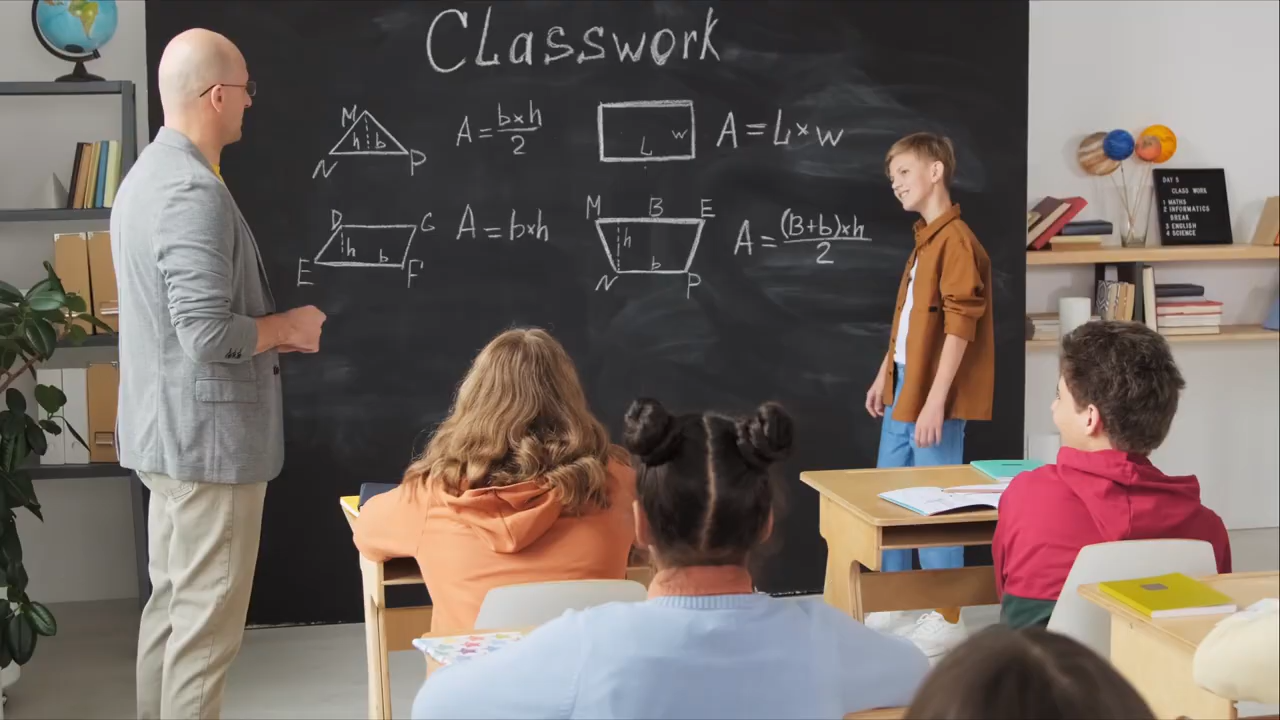 Classwork
M
h b
N P
A = b×h / 2
L w
A = L × w
D G
h b
E F
A = b×h
M B E
h
b
N P
A = (B+b)×h / 2
DAY 5
CLASS WORK
1 MATHS
2 INFORMATICS
BREAK
3 ENGLISH
4 SCIENCE